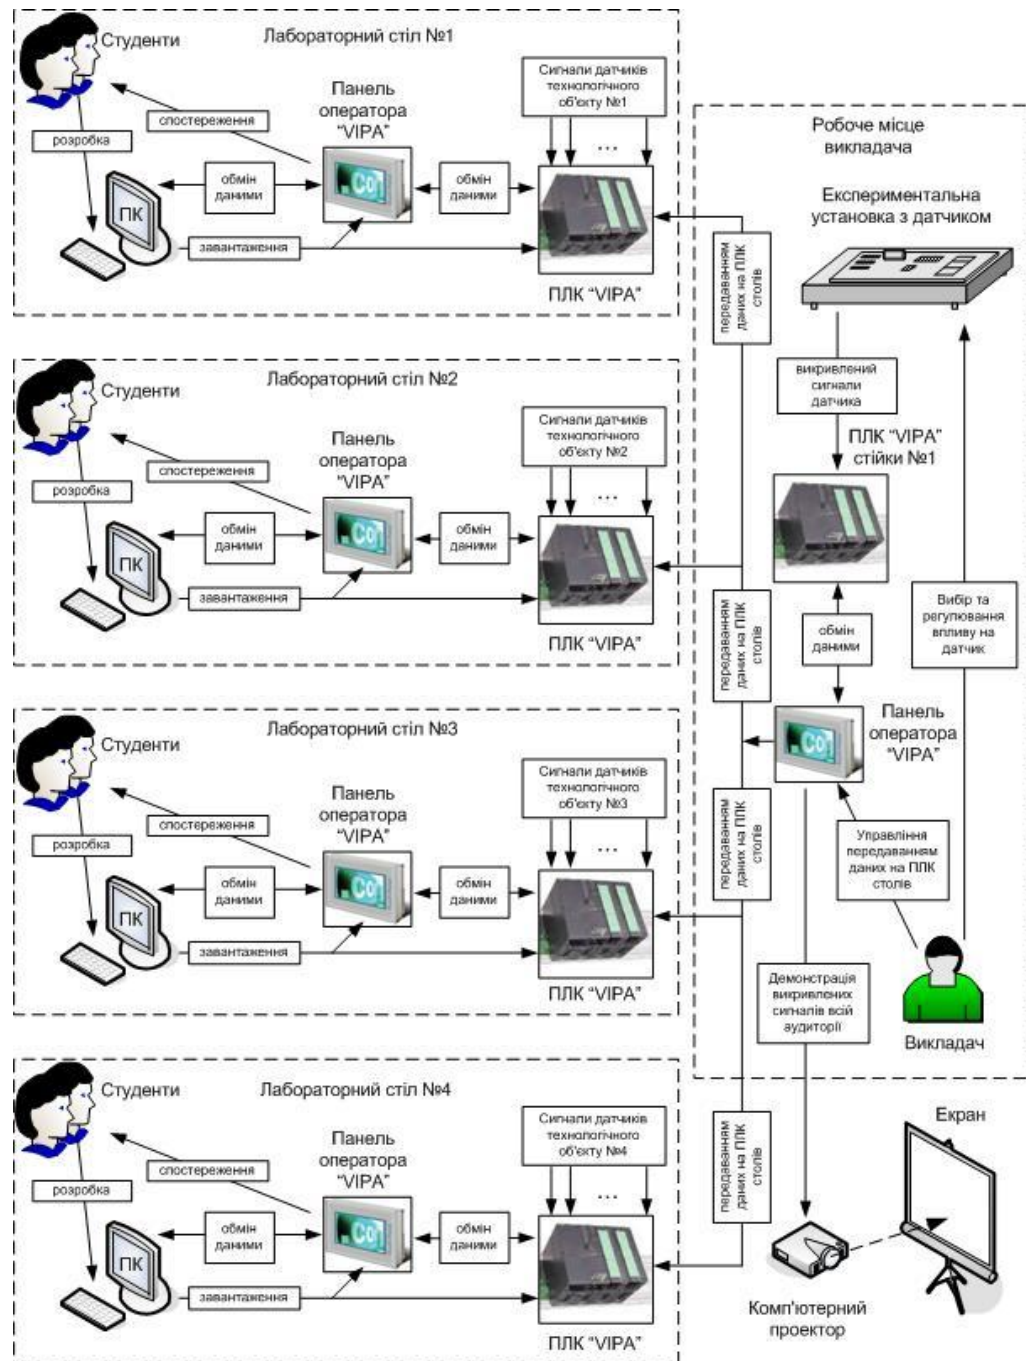 Студенти
Лабораторний стіл №1
Панель
оператора
“VIPA”
Сигнали датчиків
технологічного
об'єкту №1
...
спостереження
розробка
обмін
даними
обмін
даними
ПК
завантаження
ПЛК “VIPA”
передаванням
даних на ПЛК
столів
Студенти
Лабораторний стіл №2
Панель
оператора
“VIPA”
Сигнали датчиків
технологічного
об'єкту №2
...
спостереження
розробка
обмін
даними
обмін
даними
ПК
завантаження
ПЛК “VIPA”
передаванням
даних на ПЛК
столів
Студенти
Лабораторний стіл №3
Панель
оператора
“VIPA”
Сигнали датчиків
технологічного
об'єкту №3
...
спостереження
розробка
обмін
даними
обмін
даними
ПК
завантаження
ПЛК “VIPA”
передаванням
даних на ПЛК
столів
Студенти
Лабораторний стіл №4
Панель
оператора
“VIPA”
Сигнали датчиків
технологічного
об'єкту №4
...
спостереження
розробка
обмін
даними
обмін
даними
ПК
завантаження
ПЛК “VIPA”
передаванням
даних на ПЛК
столів
Робоче місце
викладача
Експериментальна
установка з датчиком
викривлений
сигнали
датчика
ПЛК “VIPA”
стійки №1
Вибір та
регулювання
впливу на
датчик
обмін
даними
Панель
оператора
“VIPA”
Управління
передаванням
даних на ПЛК
столів
Демонстрація
викривлених
сигналів всій
аудиторії
Викладач
Екран
Комп'ютерний
проектор